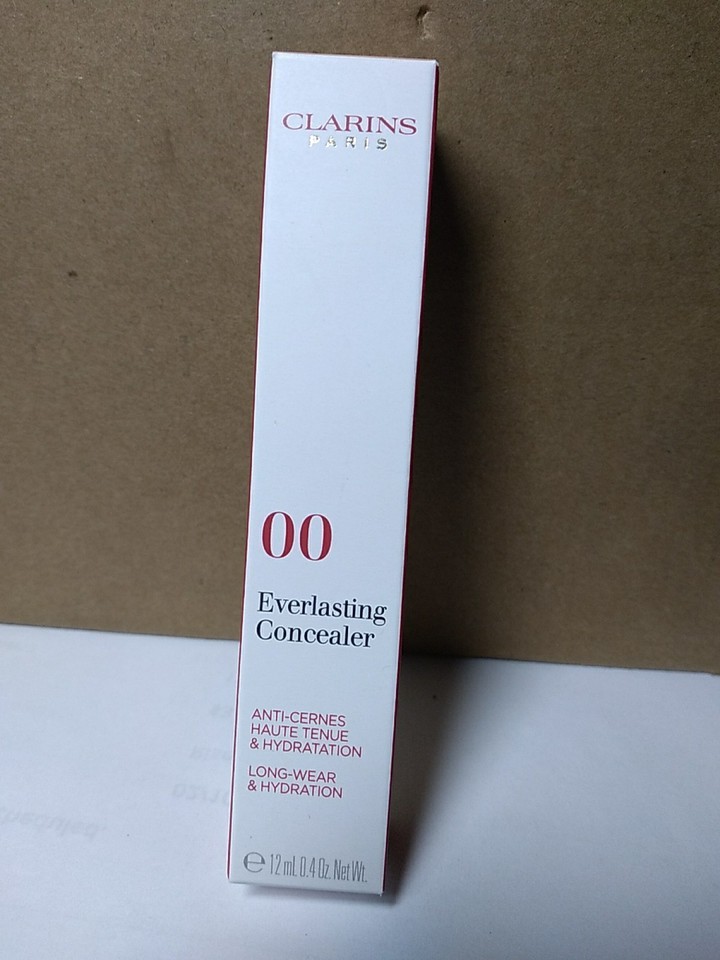 CLARINS
PARIS
00
Everlasting
Concealer
ANTI-CERNES
HAUTE TENUE
& HYDRATATION
LONG-WEAR
& HYDRATION
℮ 12 mL 0.4 Oz. Net Wt.